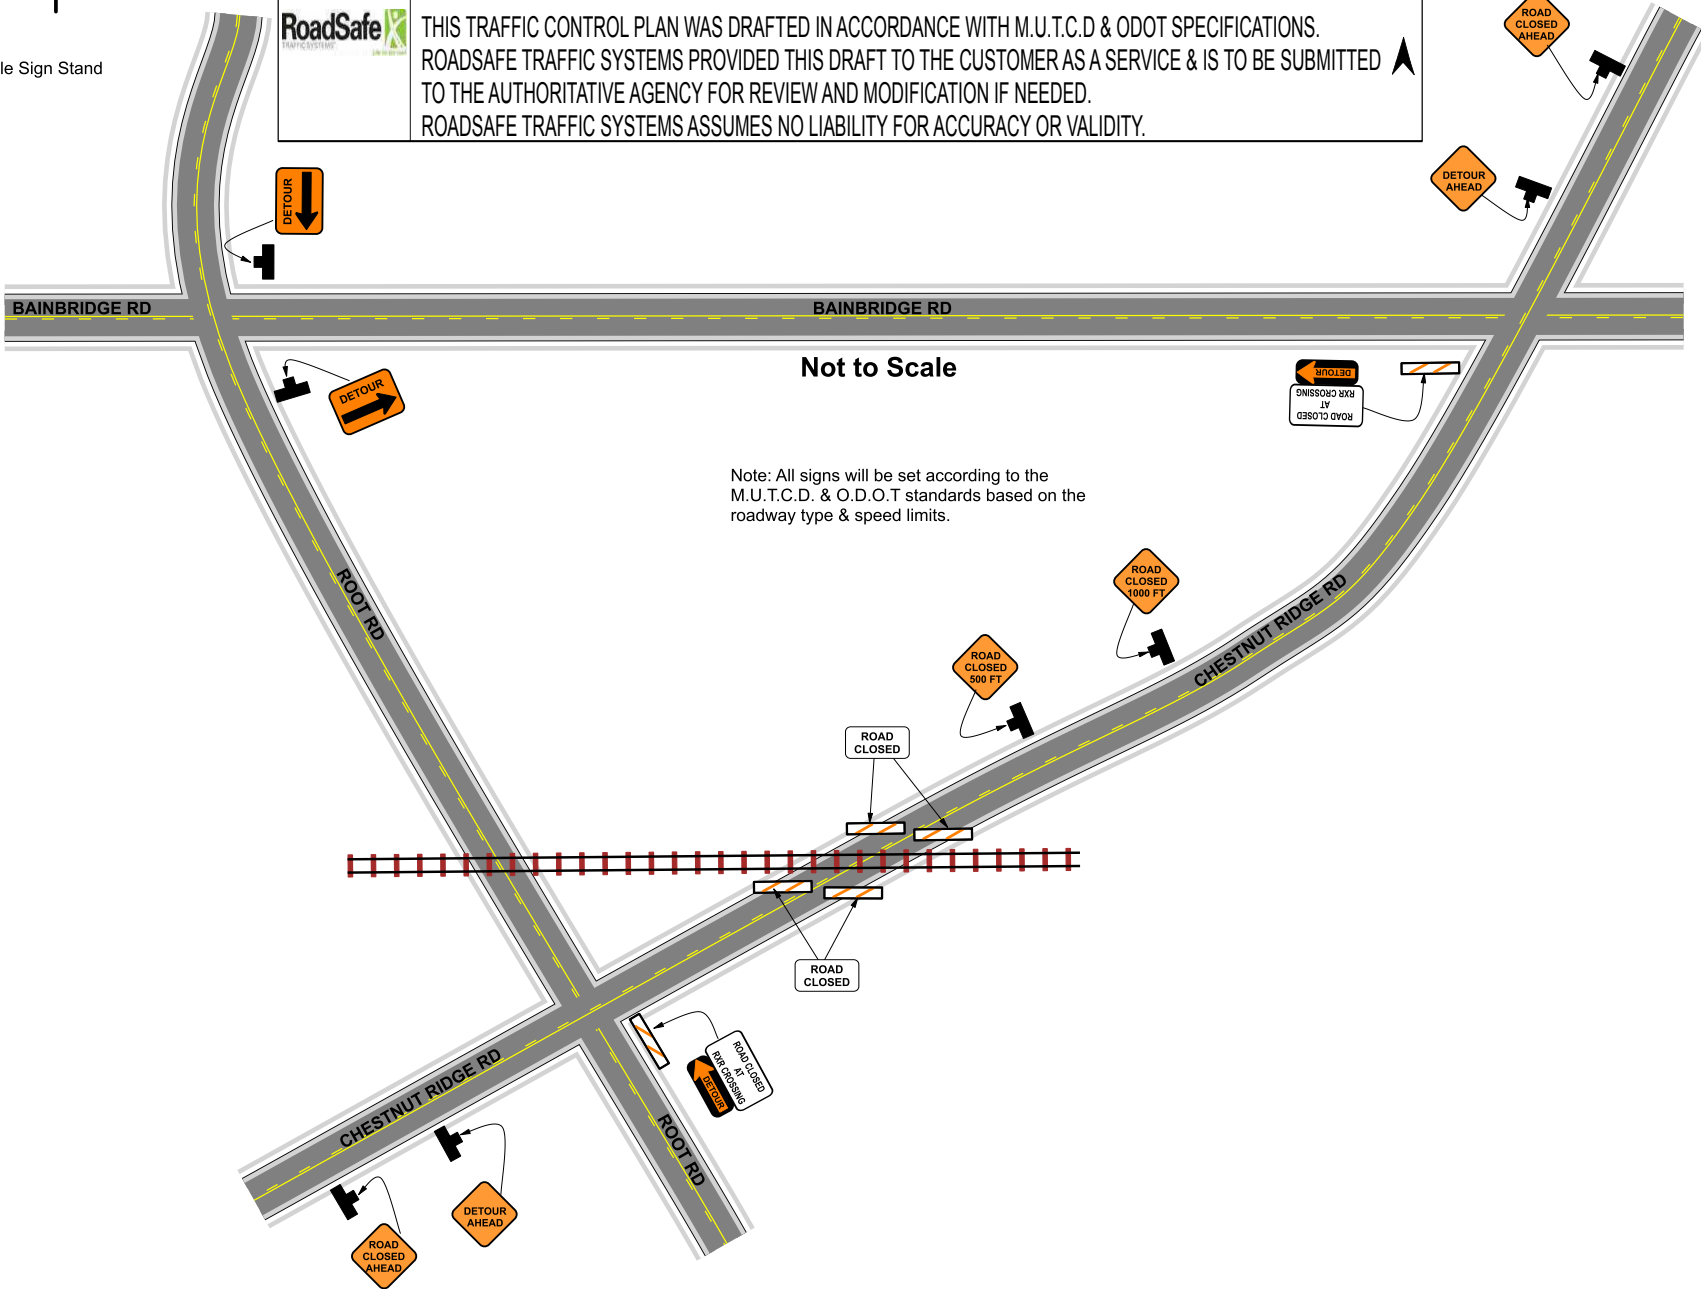 le Sign Stand
RoadSafe
TRAFFIC SYSTEMS
THIS TRAFFIC CONTROL PLAN WAS DRAFTED IN ACCORDANCE WITH M.U.T.C.D & ODOT SPECIFICATIONS.
ROADSAFE TRAFFIC SYSTEMS PROVIDED THIS DRAFT TO THE CUSTOMER AS A SERVICE & IS TO BE SUBMITTED
TO THE AUTHORITATIVE AGENCY FOR REVIEW AND MODIFICATION IF NEEDED.
ROADSAFE TRAFFIC SYSTEMS ASSUMES NO LIABILITY FOR ACCURACY OR VALIDITY.
ROAD
CLOSED
AHEAD
DETOUR
AHEAD
DETOUR
BAINBRIDGE RD
BAINBRIDGE RD
Not to Scale
DETOUR
DETOUR
ROAD CLOSED
AT
RXR CROSSING
Note: All signs will be set according to the
M.U.T.C.D. & O.D.O.T standards based on the
roadway type & speed limits.
ROOT RD
ROAD
CLOSED
1000 FT
CHESTNUT RIDGE RD
ROAD
CLOSED
500 FT
ROAD
CLOSED
ROAD
CLOSED
ROAD CLOSED
AT
RXR CROSSING
DETOUR
CHESTNUT RIDGE RD
ROOT RD
DETOUR
AHEAD
ROAD
CLOSED
AHEAD